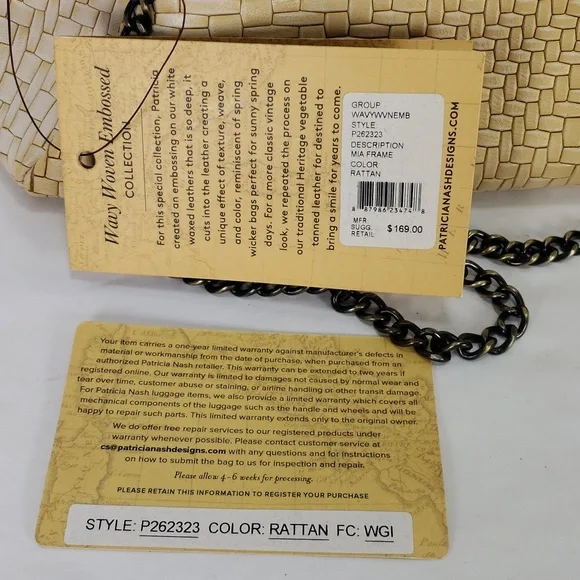 Wavy Woven Embossed
COLLECTION
For this special collection, Patricia
created an embossing on our white
waxed leathers that is so deep, it
cuts into the leather creating a
unique effect of texture, weave,
and color, reminiscent of spring
wicker bags perfect for sunny spring
days. For a more classic vintage
look, we repeated the process on
our traditional Heritage vegetable
tanned leather for destined to
bring a smile for years to come.
GROUP
WAVYWVNEMB
STYLE
P262323
DESCRIPTION
MIA FRAME
COLOR
RATTAN
8 87986 23474 8
MFR.
SUGG.
RETAIL
$169.00
PATRICIANASHDESIGNS.COM
Your item carries a one-year limited warranty against manufacturer's defects in
material or workmanship from the date of purchase, when purchased from an
authorized Patricia Nash retailer. This warranty can be extended to two years if
registered online. Our warranty is limited to damages not caused by normal wear and
tear over time, customer abuse or staining, or airline handling or other transit damage.
For Patricia Nash luggage items, we also provide a limited warranty which covers all
mechanical components of the luggage such as the handle and wheels and will be
happy to repair such parts. This limited warranty extends only to the original owner.
We do offer free repair services to our registered products under
warranty whenever possible. Please contact customer service at
cs@patricianashdesigns.com with any questions and for instructions
on how to submit the bag to us for inspection and repair.
Please allow 4-6 weeks for processing.
PLEASE RETAIN THIS INFORMATION TO REGISTER YOUR PURCHASE
STYLE: P262323 COLOR: RATTAN FC: WGI